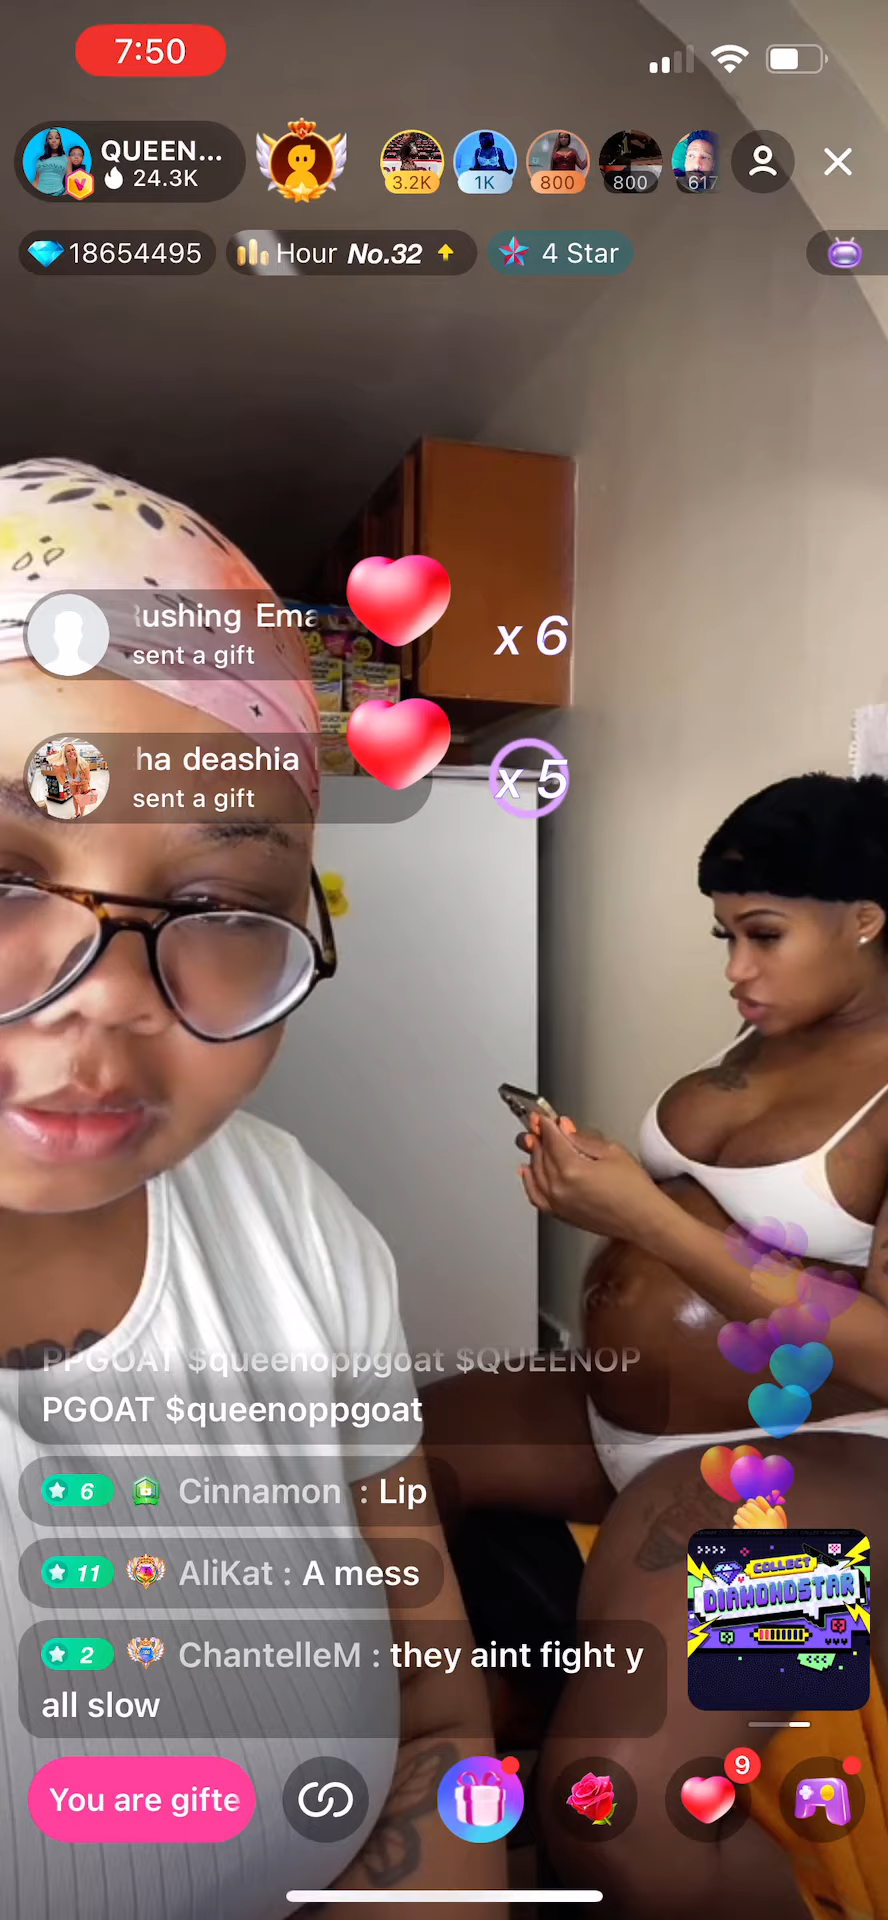 7:50
QUEEN...
24.3K
3.2K
1K
800
800
617
18654495
Hour No.32
4 Star
ushing Ema
sent a gift
x 6
ha deashia
sent a gift
x 5
PPGOAT $queenoppgoat $QUEENOP
PGOAT $queenoppgoat
6 Cinnamon : Lip
11 AliKat : A mess
2 ChantelleM : they aint fight y
all slow
COLLECT
DIAMONDSTAR
You are gifte
9